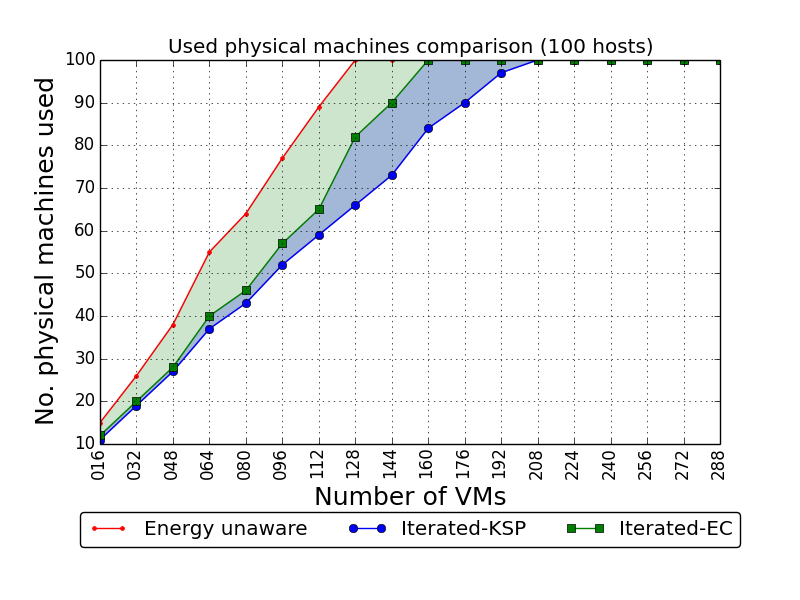 Used physical machines comparison (100 hosts)
No. physical machines used
100
90
80
70
60
50
40
30
20
10
016 032 048 064 080 096 112 128 144 160 176 192 208 224 240 256 272 288
Number of VMs
Energy unaware Iterated-KSP Iterated-EC